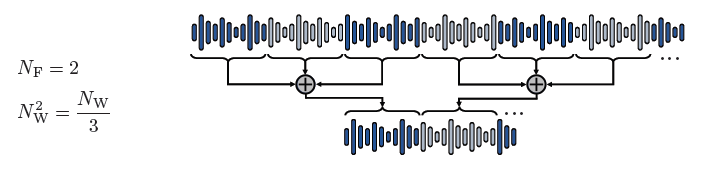 N_F = 2
N_W^2 = N_W / 3
...
...